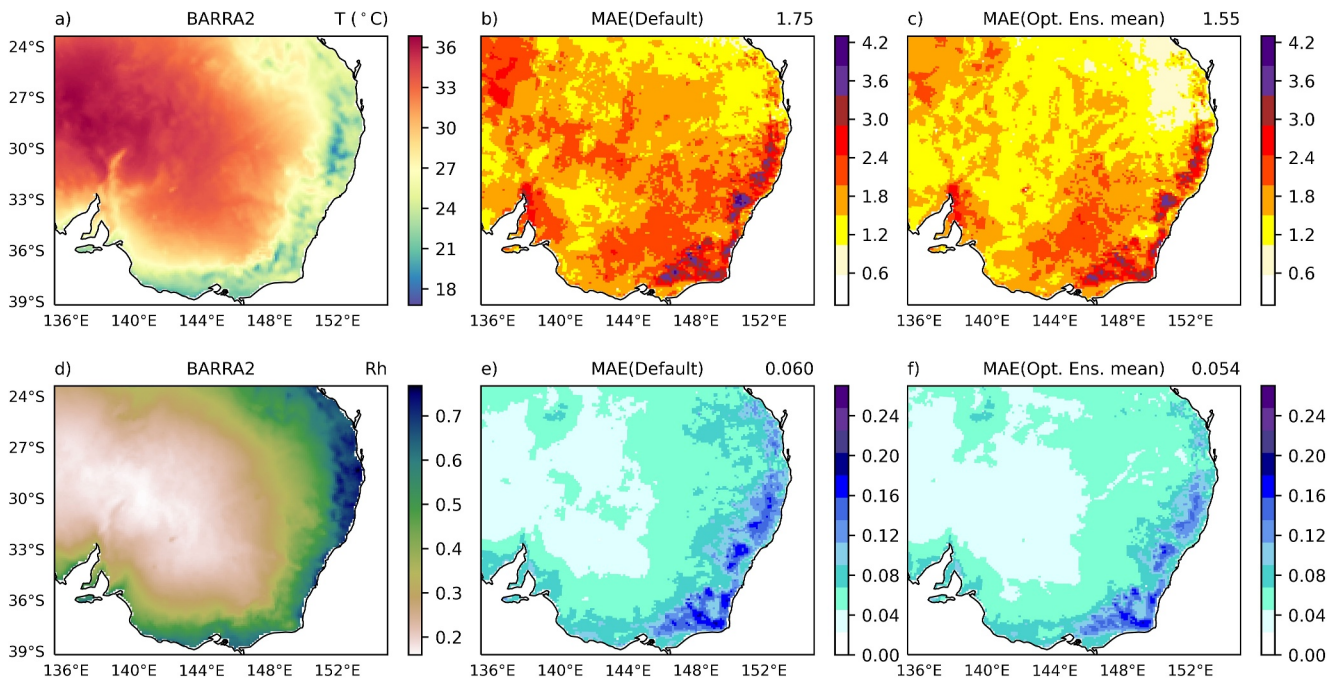 a) BARRA2 T (°C)
24°S
27°S
30°S
33°S
36°S
39°S
136°E 140°E 144°E 148°E 152°E
36
33
30
27
24
21
18
b) MAE(Default) 1.75
136°E 140°E 144°E 148°E 152°E
4.2
3.6
3.0
2.4
1.8
1.2
0.6
c) MAE(Opt. Ens. mean) 1.55
136°E 140°E 144°E 148°E 152°E
4.2
3.6
3.0
2.4
1.8
1.2
0.6
d) BARRA2 Rh
24°S
27°S
30°S
33°S
36°S
39°S
136°E 140°E 144°E 148°E 152°E
0.7
0.6
0.5
0.4
0.3
0.2
e) MAE(Default) 0.060
136°E 140°E 144°E 148°E 152°E
0.24
0.20
0.16
0.12
0.08
0.04
0.00
f) MAE(Opt. Ens. mean) 0.054
136°E 140°E 144°E 148°E 152°E
0.24
0.20
0.16
0.12
0.08
0.04
0.00